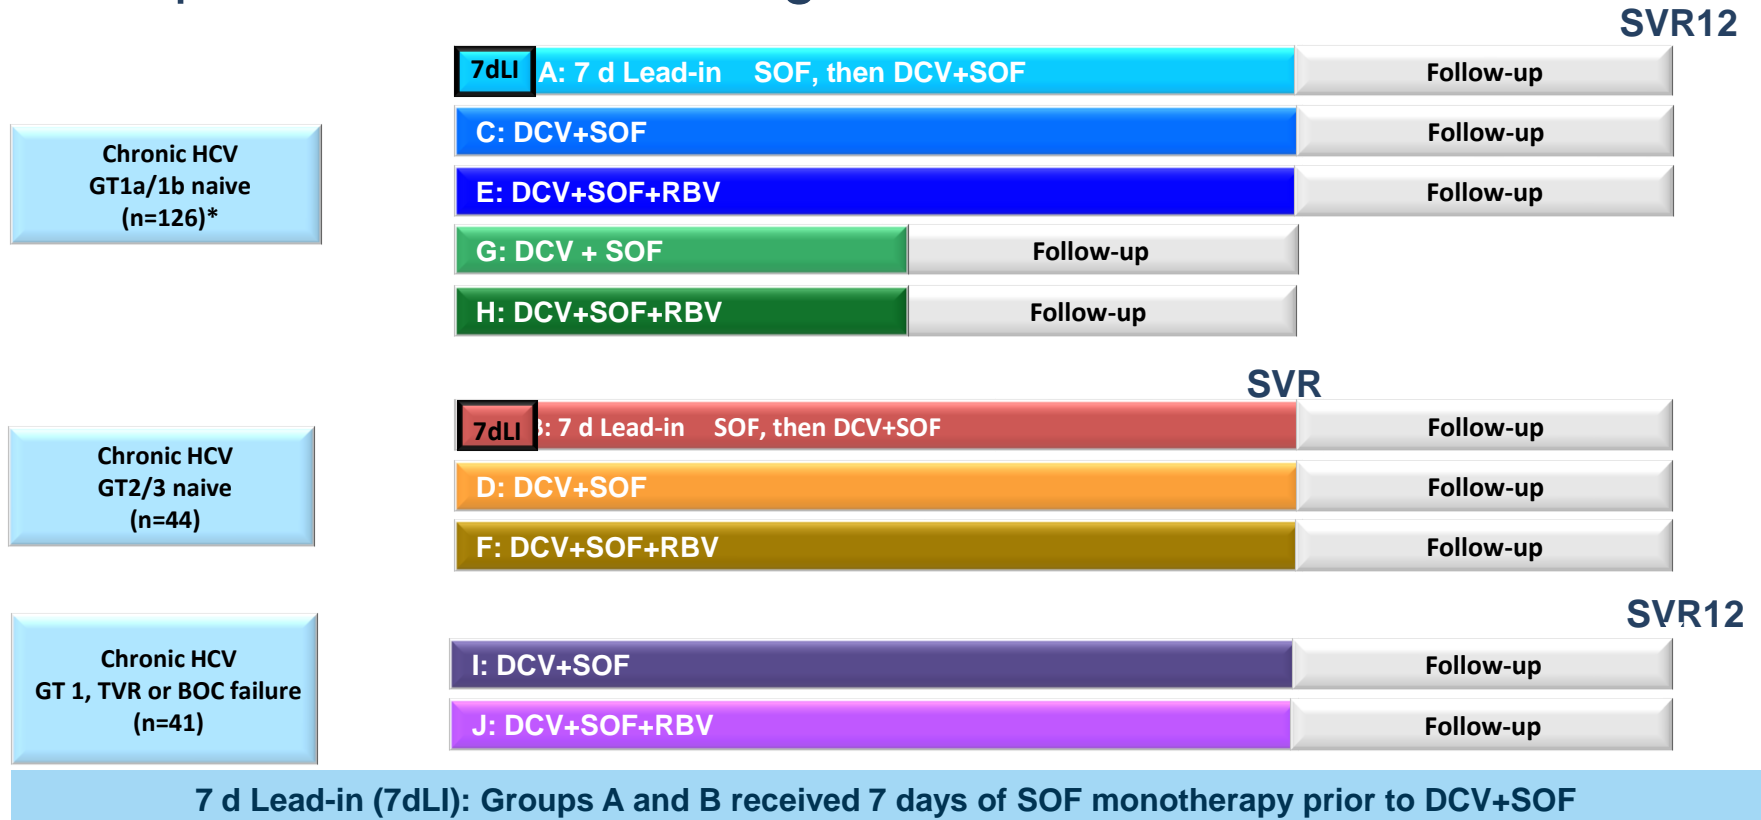 SVR12
7dLI
A: 7 d Lead-in SOF, then DCV+SOF
Follow-up
C: DCV+SOF
Follow-up
Chronic HCV
GT1a/1b naive
(n=126)*
E: DCV+SOF+RBV
Follow-up
G: DCV + SOF
Follow-up
H: DCV+SOF+RBV
Follow-up
SVR
7dLI
: 7 d Lead-in SOF, then DCV+SOF
Follow-up
Chronic HCV
GT2/3 naive
(n=44)
D: DCV+SOF
Follow-up
F: DCV+SOF+RBV
Follow-up
SVR12
Chronic HCV
GT 1, TVR or BOC failure
(n=41)
I: DCV+SOF
Follow-up
J: DCV+SOF+RBV
Follow-up
7 d Lead-in (7dLI): Groups A and B received 7 days of SOF monotherapy prior to DCV+SOF